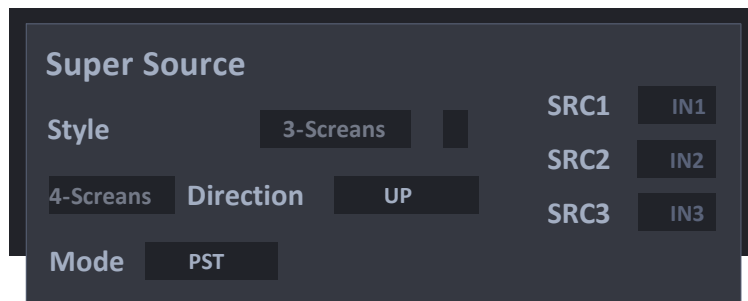 Super Source
Style 3-Screans
4-Screans Direction UP
Mode PST
SRC1 IN1
SRC2 IN2
SRC3 IN3